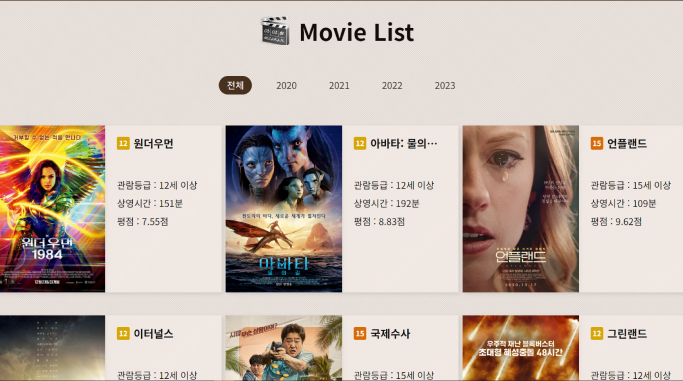 Movie List
전체 2020 2021 2022 2023
거부할 수 없는 적을 만나다
원더우먼
1984
12 원더우먼
관람등급 : 12세 이상
상영시간 : 151분
평점 : 7.55점
판도라의 바다, 새로운 세계가 펼쳐진다
아바타
물의 길
12 아바타: 물의…
관람등급 : 12세 이상
상영시간 : 192분
평점 : 8.83점
언플랜드
15 언플랜드
관람등급 : 15세 이상
상영시간 : 109분
평점 : 9.62점
12 이터널스
관람등급 : 12세 이상
15 국제수사
관람등급 : 15세 이상
우주적 재난 블록버스터
초대형 혜성충돌 48시간!
12 그린랜드
관람등급 : 12세 이상